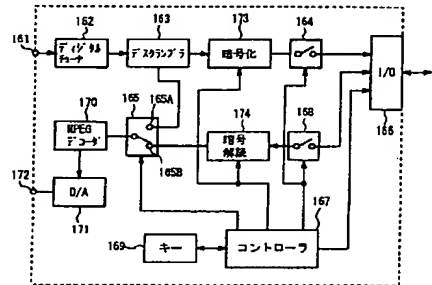 162
163
173
164
161
ディジタル
チューナ
デスクランブラ
暗号化
I/O
166
170
165
165A
174
168
MPEG
デコーダ
暗号
解読
165B
172
D/A
171
167
169
キー
コントローラ